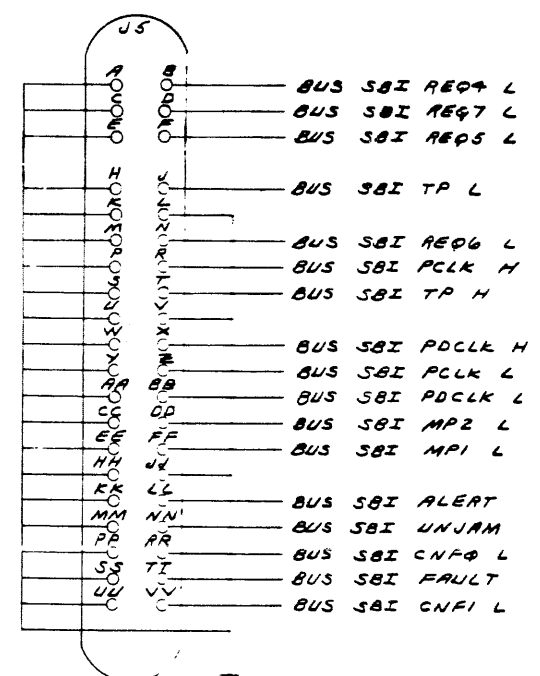 J5
A B BUS SBI REQ4 L
C D BUS SBI REQ7 L
E F BUS SBI REQ5 L
H J BUS SBI TP L
K L
M N BUS SBI REQ6 L
P R BUS SBI PCLK H
S T BUS SBI TP H
U V
W X BUS SBI PDCLK H
Y Z BUS SBI PCLK L
AA BB BUS SBI PDCLK L
CC DD BUS SBI MP2 L
EE FF BUS SBI MP1 L
HH JJ
KK LL BUS SBI ALERT
MM NN BUS SBI UNJAM
PP RR BUS SBI CNF0 L
SS TT BUS SBI FAULT
UU VV BUS SBI CNF1 L